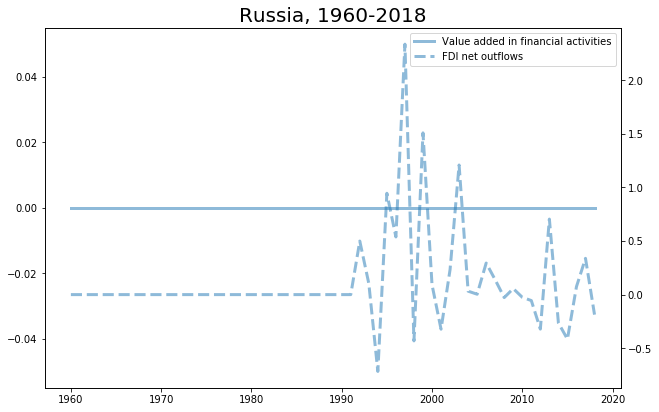 Russia, 1960-2018
Value added in financial activities
FDI net outflows
0.04
0.02
0.00
−0.02
−0.04
2.0
1.5
1.0
0.5
0.0
−0.5
1960 1970 1980 1990 2000 2010 2020